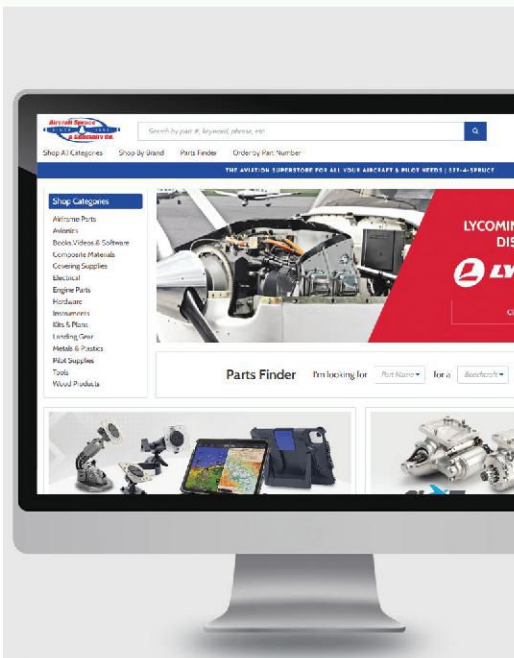 Aircraft Spruce
& SPECIALTY CO.
Search by part #, keyword, phrase, etc
Shop All Categories Shop By Brand Parts Finder Order by Part Number
THE AVIATION SUPERSTORE FOR ALL YOUR AIRCRAFT & PILOT NEEDS | 877-4-SPRUCE
Shop Categories
Airframe Parts
Avionics
Books Videos & Software
Composite Materials
Covering Supplies
Electrical
Engine Parts
Hardware
Instruments
Kits & Plans
Landing Gear
Metals & Plastics
Pilot Supplies
Tools
Wood Products
LYCOMIN
DIS
LY
Parts Finder I'm looking for Part Name for a Beechcraft